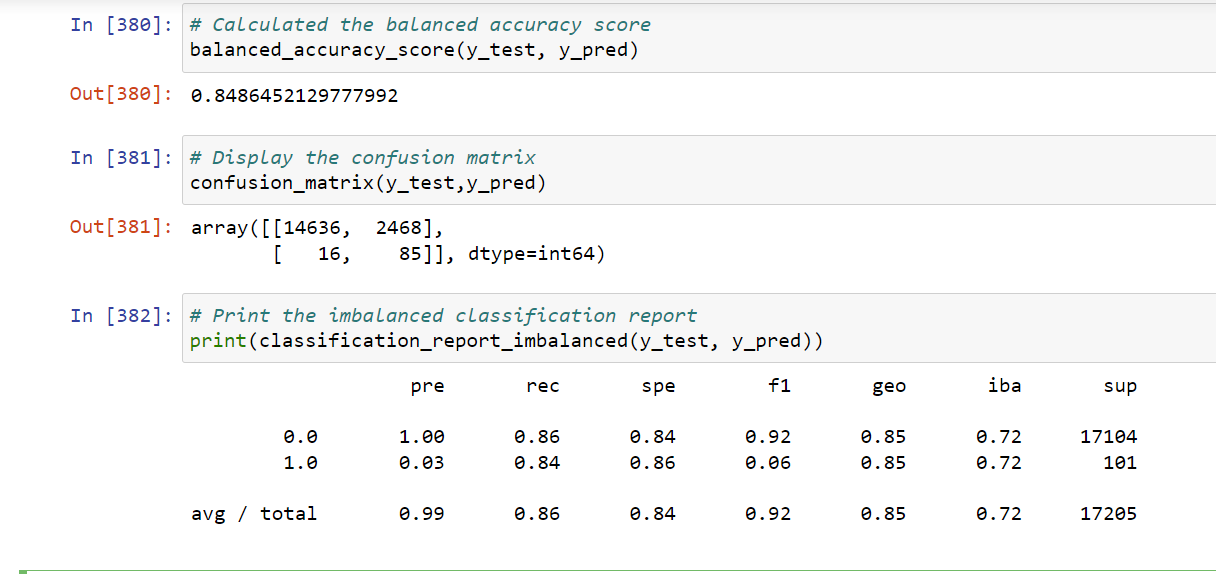 In [380]: # Calculated the balanced accuracy score
balanced_accuracy_score(y_test, y_pred)
Out[380]: 0.8486452129777992
In [381]: # Display the confusion matrix
confusion_matrix(y_test,y_pred)
Out[381]: array([[14636,  2468],
[   16,    85]], dtype=int64)
In [382]: # Print the imbalanced classification report
print(classification_report_imbalanced(y_test, y_pred))
pre rec spe f1 geo iba sup
0.0 1.00 0.86 0.84 0.92 0.85 0.72 17104
1.0 0.03 0.84 0.86 0.06 0.85 0.72 101
avg / total 0.99 0.86 0.84 0.92 0.85 0.72 17205